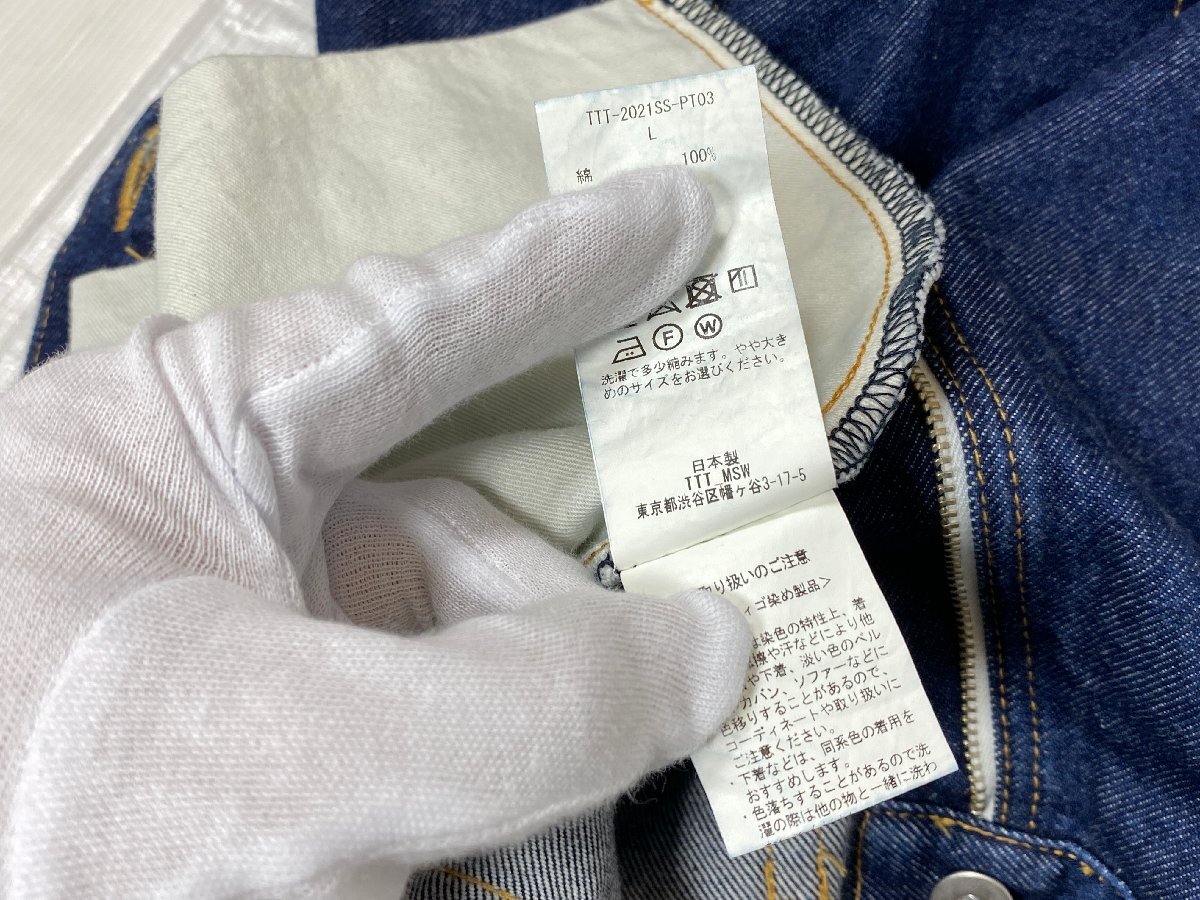 TTT-2021SS-PT03
L
綿 100%
F W
洗濯で多少縮みます。やや大き
めのサイズをお選びください。
日本製
TTT_MSW
東京都渋谷区幡ヶ谷3-17-5
取り扱いのご注意
ィゴ染め製品>
は染色の特性上、着
擦や汗などにより他
や下着、淡い色のベル
カバン、ソファーなどに
色移りすることがあるので、
コーディネートや取り扱いに
ご注意ください。
・下着などは、同系色の着用を
おすすめします。
・色落ちすることがあるので洗
濯の際は他の物と一緒に洗わ